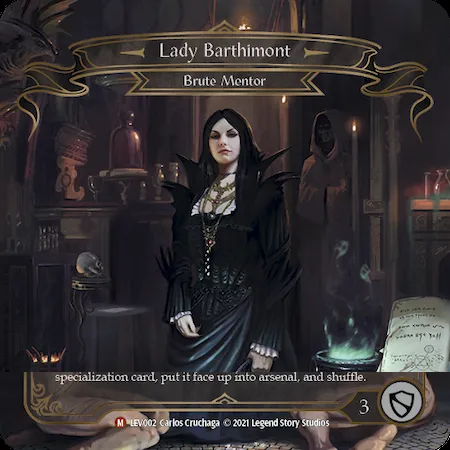 Lady Barthimont
Brute Mentor
specialization card, put it face up into arsenal, and shuffle.
3
M LEV002 Carlos Cruchaga © 2021 Legend Story Studios